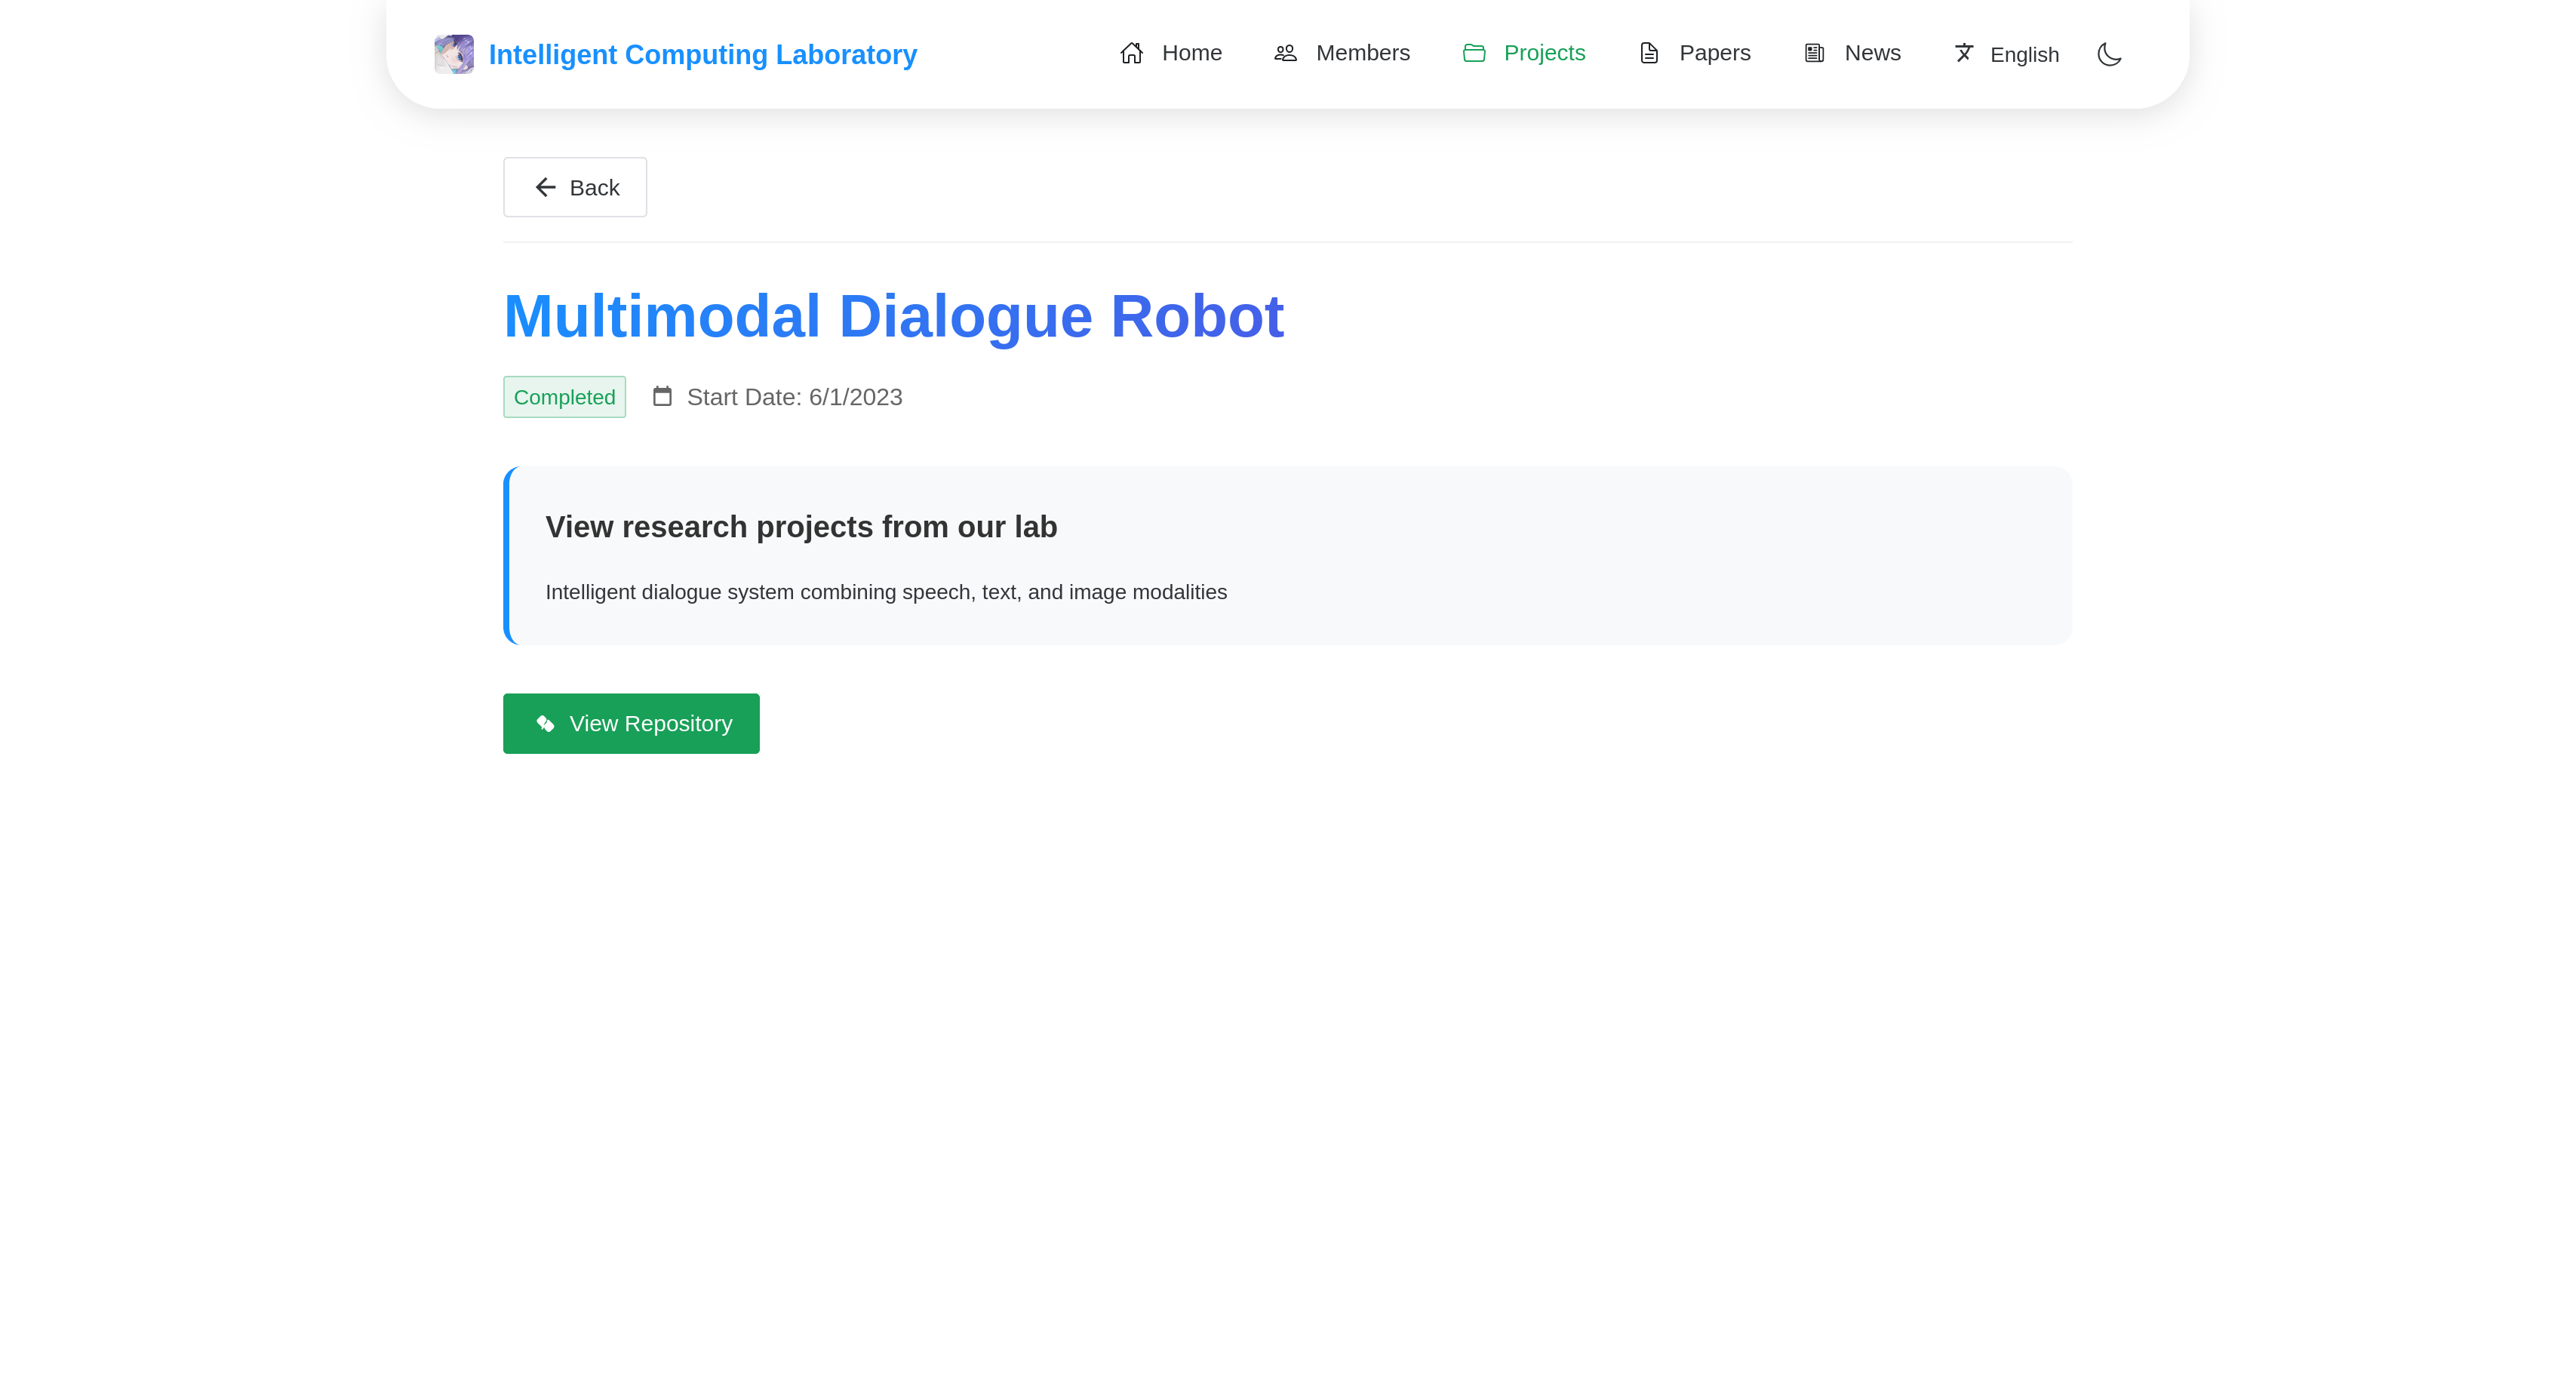 Intelligent Computing Laboratory
Home
Members
Projects
Papers
News
English
Back
Multimodal Dialogue Robot
Completed
Start Date: 6/1/2023
View research projects from our lab
Intelligent dialogue system combining speech, text, and image modalities
View Repository